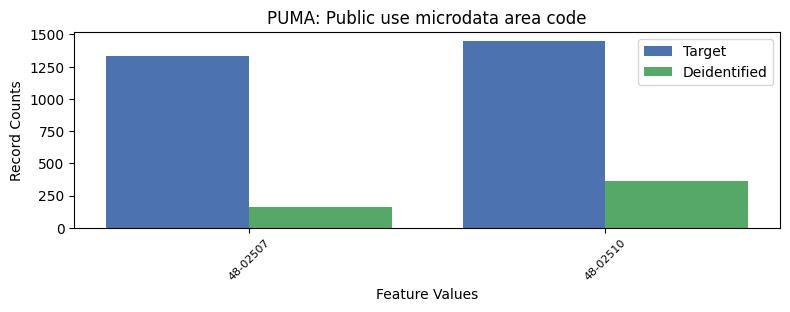 PUMA: Public use microdata area code
Target
Deidentified
Record Counts
1500
1250
1000
750
500
250
0
48-02507
48-02510
Feature Values